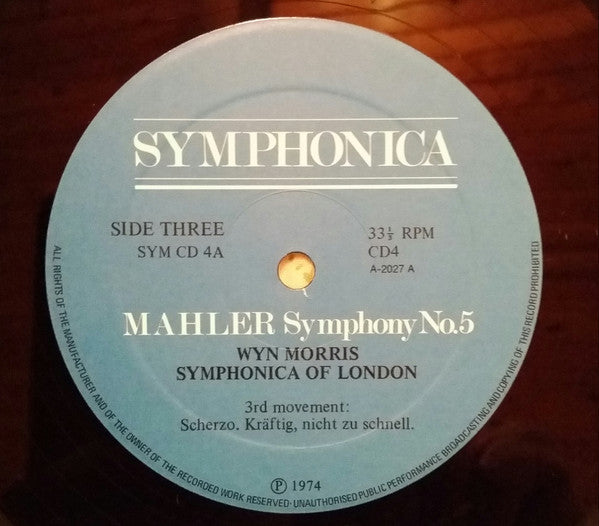 SYMPHONICA
SIDE THREE
SYM CD 4A
33⅓ RPM
CD4
A-2027 A
MAHLER Symphony No.5
WYN MORRIS
SYMPHONICA OF LONDON
3rd movement:
Scherzo. Kräftig, nicht zu schnell.
Ⓟ 1974
ALL RIGHTS OF THE MANUFACTURER AND OF THE OWNER OF THE RECORDED WORK RESERVED · UNAUTHORISED PUBLIC PERFORMANCE BROADCASTING AND COPYING OF THIS RECORD PROHIBITED